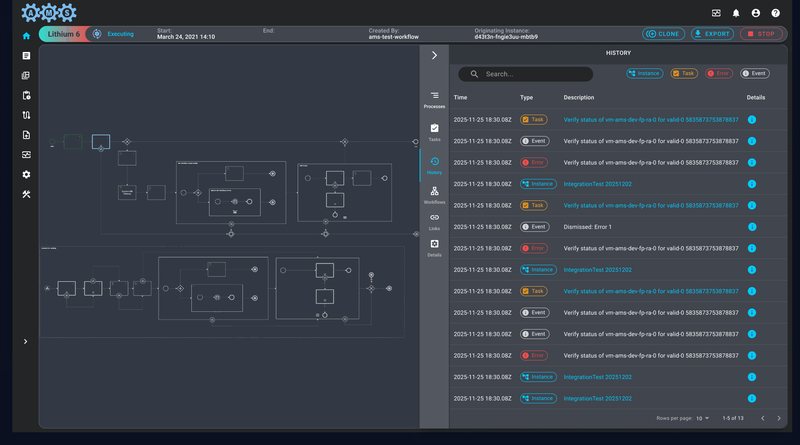 AMS
Lithium 6
Executing
Start:
March 24, 2021 14:10
End:
Created By:
ams-test-workflow
Originating Instance:
d43t3n-fngie3uu-mbtb9
CLONE
EXPORT
STOP
Processes
Tasks
History
Workflows
Links
Details
HISTORY
Search...
Instance
Task
Error
Event
Time Type Description Details
2025-11-25 18:30.08Z Task Verify status of vm-ams-dev-fp-ra-0 for valid-0 5835873753878837
2025-11-25 18:30.08Z Event Verify status of vm-ams-dev-fp-ra-0 for valid-0 5835873753878837
2025-11-25 18:30.08Z Error Verify status of vm-ams-dev-fp-ra-0 for valid-0 5835873753878837
2025-11-25 18:30.08Z Instance IntegrationTest 20251202
2025-11-25 18:30.08Z Task Verify status of vm-ams-dev-fp-ra-0 for valid-0 5835873753878837
2025-11-25 18:30.08Z Event Dismissed: Error 1
2025-11-25 18:30.08Z Error Verify status of vm-ams-dev-fp-ra-0 for valid-0 5835873753878837
2025-11-25 18:30.08Z Instance IntegrationTest 20251202
2025-11-25 18:30.08Z Task Verify status of vm-ams-dev-fp-ra-0 for valid-0 5835873753878837
2025-11-25 18:30.08Z Event Verify status of vm-ams-dev-fp-ra-0 for valid-0 5835873753878837
2025-11-25 18:30.08Z Event Verify status of vm-ams-dev-fp-ra-0 for valid-0 5835873753878837
2025-11-25 18:30.08Z Error Verify status of vm-ams-dev-fp-ra-0 for valid-0 5835873753878837
2025-11-25 18:30.08Z Instance IntegrationTest 20251202
2025-11-25 18:30.08Z Instance IntegrationTest 20251202
Rows per page: 10 1-5 of 13